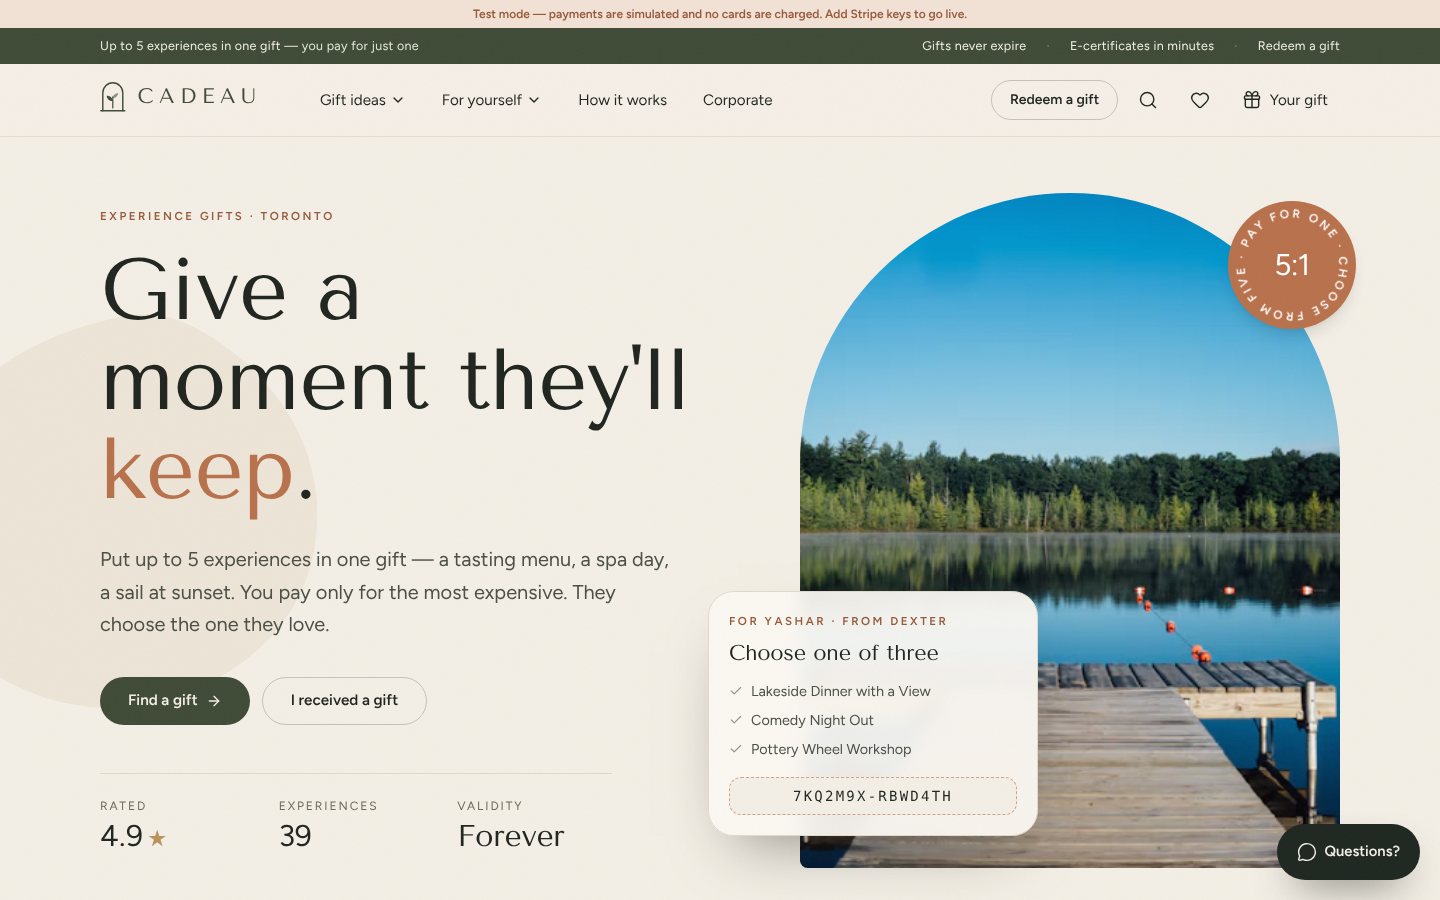 Test mode — payments are simulated and no cards are charged. Add Stripe keys to go live.
Up to 5 experiences in one gift — you pay for just one
Gifts never expire · E-certificates in minutes · Redeem a gift
CADEAU
Gift ideas
For yourself
How it works
Corporate
Redeem a gift
Your gift
EXPERIENCE GIFTS · TORONTO
Give a
moment they'll
keep.
Put up to 5 experiences in one gift — a tasting menu, a spa day,
a sail at sunset. You pay only for the most expensive. They
choose the one they love.
Find a gift →
I received a gift
RATED
4.9 ★
EXPERIENCES
39
VALIDITY
Forever
PAY FOR ONE · CHOOSE FROM FIVE ·
5:1
FOR YASHAR · FROM DEXTER
Choose one of three
Lakeside Dinner with a View
Comedy Night Out
Pottery Wheel Workshop
7KQ2M9X-RBWD4TH
Questions?